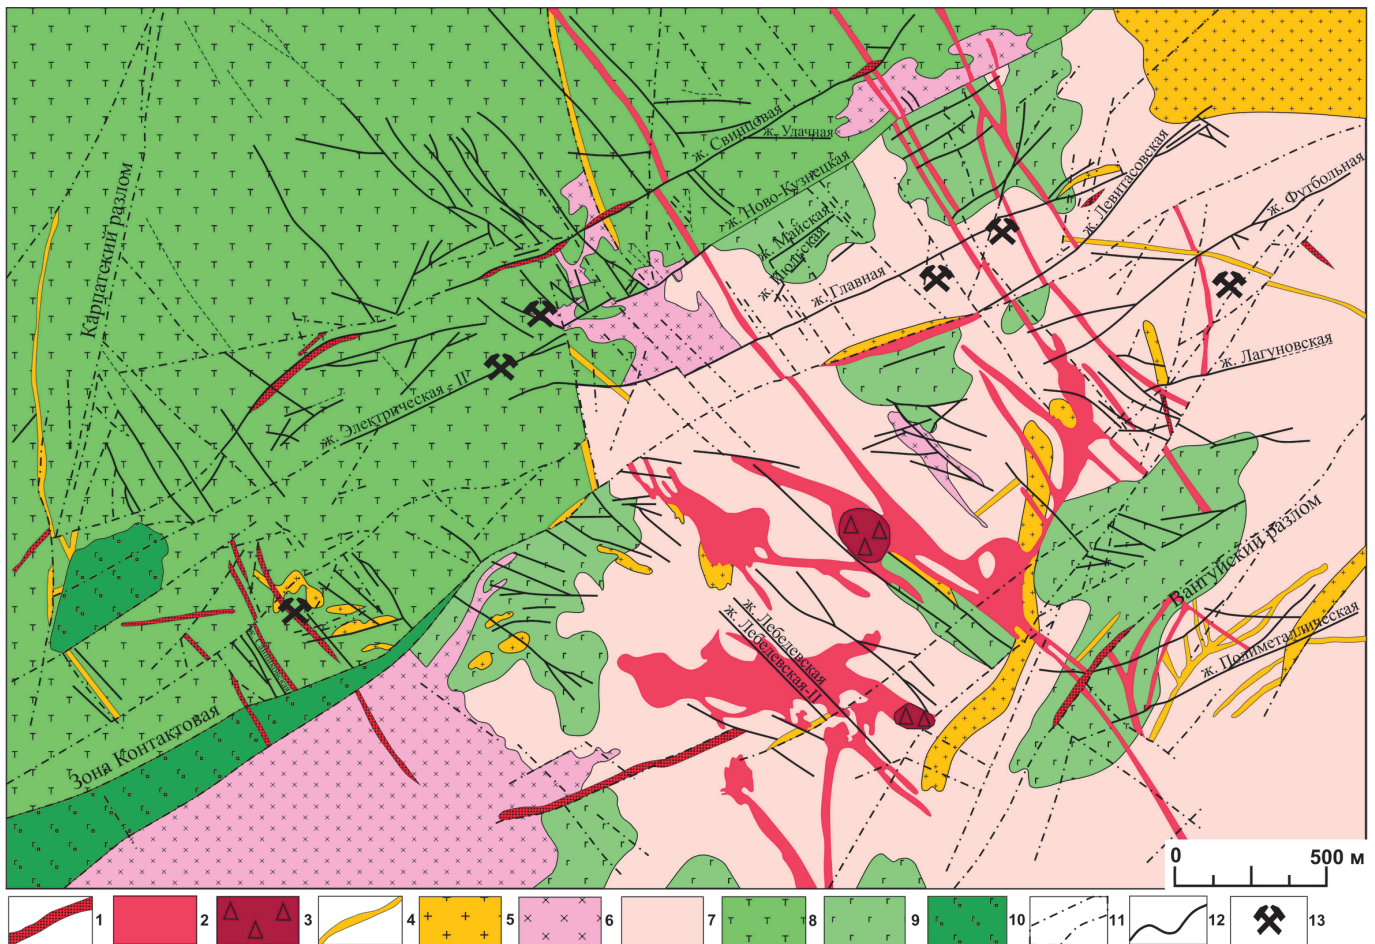 Карпатский разлом
ж. Свинцовая
ж. Удачная
ж. Ново-Кузнецкая
ж. Майская
ж. Июльская
ж. Главная
ж. Левитасовская
ж. Футбольная
ж. Лагуновская
ж. Электрическая - II
ж. Лебедевская
ж. Лебедевская-II
Вангуйский разлом
ж. Полиметаллическая
Зона Контактовая
0 500 м
1 2 3 4 5 6 7 8 9 10 11 12 13